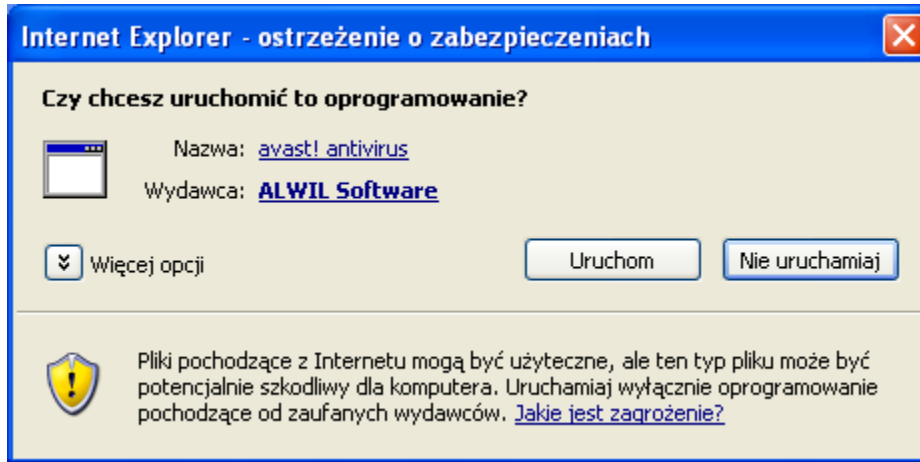 Internet Explorer - ostrzeżenie o zabezpieczeniach
Czy chcesz uruchomić to oprogramowanie?
Nazwa: avast! antivirus
Wydawca: ALWIL Software
Więcej opcji
Uruchom
Nie uruchamiaj
Pliki pochodzące z Internetu mogą być użyteczne, ale ten typ pliku może być
potencjalnie szkodliwy dla komputera. Uruchamiaj wyłącznie oprogramowanie
pochodzące od zaufanych wydawców. Jakie jest zagrożenie?